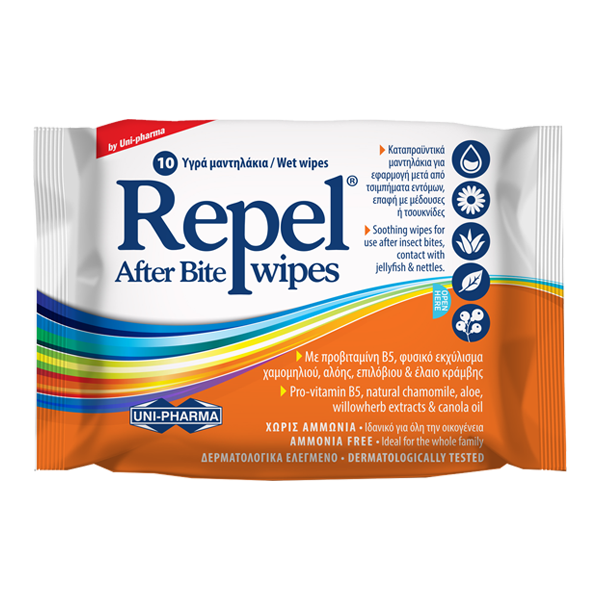 by Uni-pharma
10 Υγρά μαντηλάκια / Wet wipes
Repel®
After Bite wipes
Καταπραϋντικά
μαντηλάκια για
εφαρμογή μετά από
τσιμπήματα εντόμων,
επαφή με μέδουσες
ή τσουκνίδες
Soothing wipes for
use after insect bites,
contact with
jellyfish & nettles.
OPEN
HERE
Με προβιταμίνη Β5, φυσικό εκχύλισμα
χαμομηλιού, αλόης, επιλόβιου & έλαιο κράμβης
Pro-vitamin B5, natural chamomile, aloe,
willowherb extracts & canola oil
UNI-PHARMA
ΧΩΡΙΣ ΑΜΜΩΝΙΑ • Ιδανικό για όλη την οικογένεια
AMMONIA FREE • Ideal for the whole family
ΔΕΡΜΑΤΟΛΟΓΙΚΑ ΕΛΕΓΜΕΝΟ • DERMATOLOGICALLY TESTED